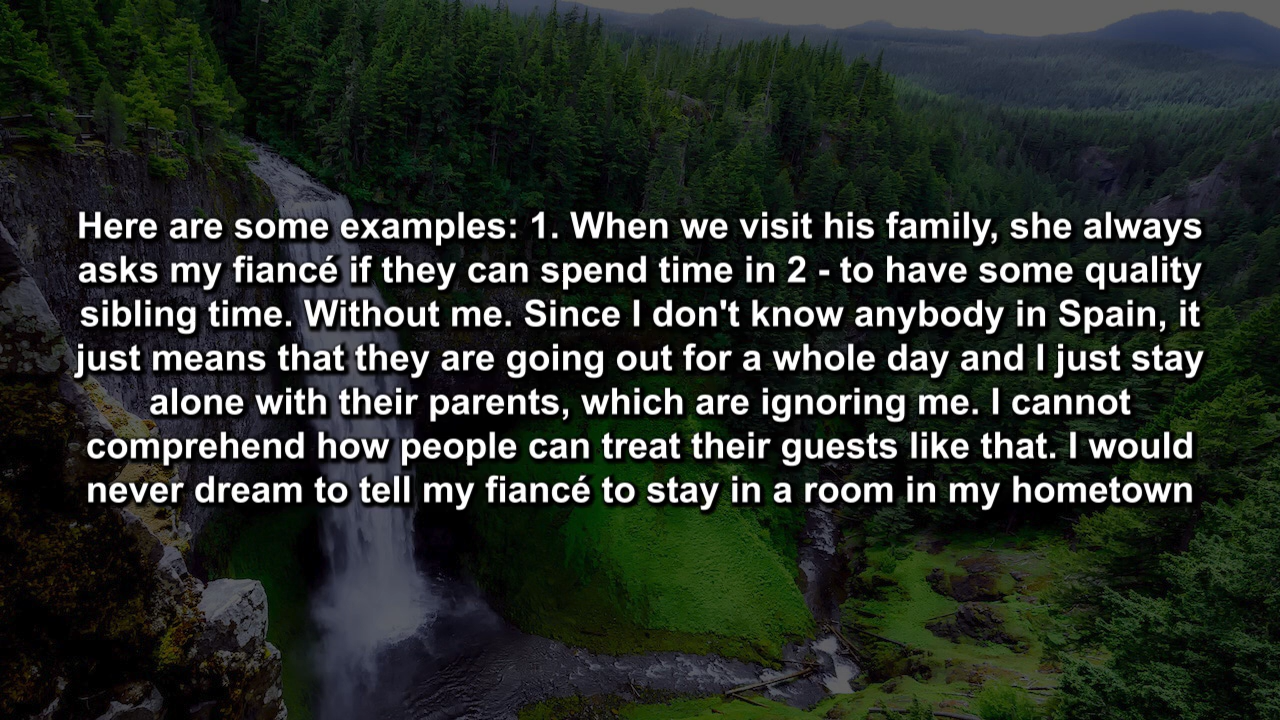 Here are some examples: 1. When we visit his family, she always
asks my fiancé if they can spend time in 2 - to have some quality
sibling time. Without me. Since I don't know anybody in Spain, it
just means that they are going out for a whole day and I just stay
alone with their parents, which are ignoring me. I cannot
comprehend how people can treat their guests like that. I would
never dream to tell my fiancé to stay in a room in my hometown